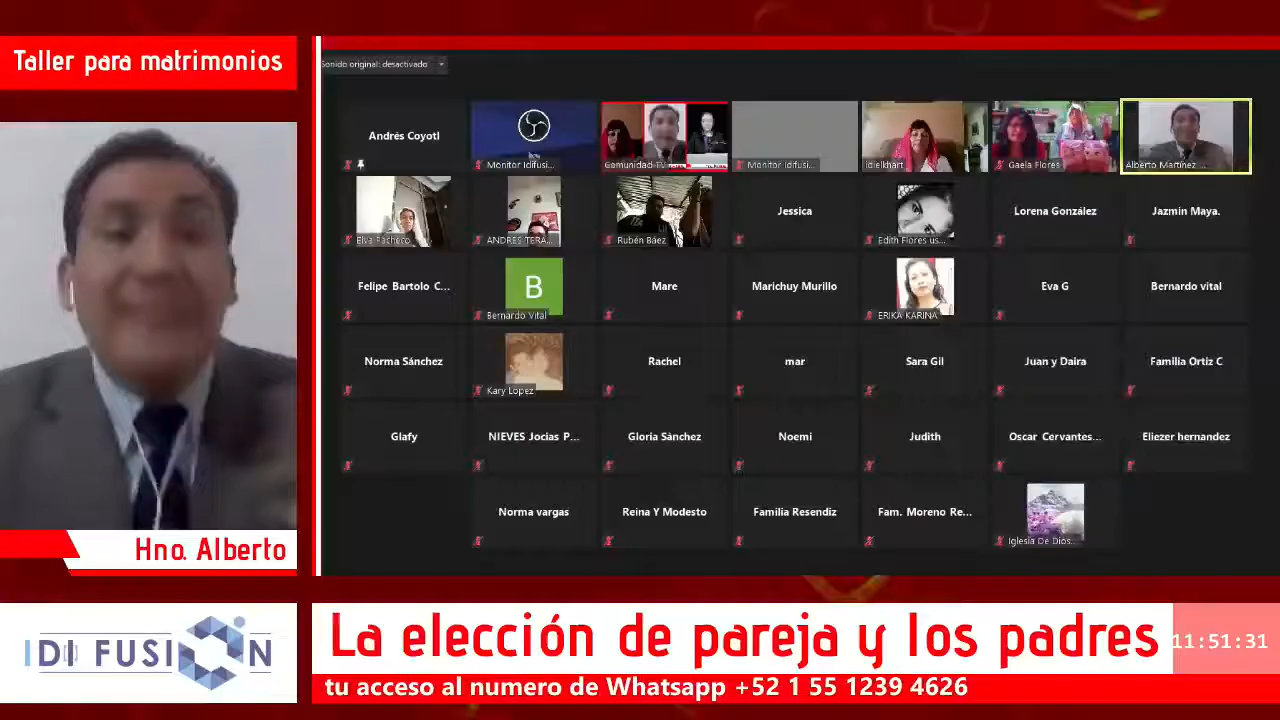 Taller para matrimonios
Sonido original: desactivado
Andrés Coyotl
Monitor Idifusi...
Comunidad TV
Monitor Idifusi...
idielkhart
Gaela Flores
Alberto Martínez ...
Elva Pacheco
ANDRES TERA...
Rubén Báez
Jessica
Edith Flores us...
Lorena González
Jazmin Maya.
Felipe Bartolo C...
B
Bernardo Vital
Mare
Marichuy Murillo
ERIKA KARINA
Eva G
Bernardo vital
Norma Sánchez
Kary Lopez
Rachel
mar
Sara Gil
Juan y Daira
Familia Ortiz C
Glafy
NIEVES Jocias P...
Gloria Sánchez
Noemi
Judith
Oscar Cervantes...
Eliezer hernandez
Norma vargas
Reina Y Modesto
Familia Resendiz
Fam. Moreno Re...
Iglesia De Dios...
Hno. Alberto
IDI FUSIÓN
La elección de pareja y los padres
11:51:31
tu acceso al numero de Whatsapp +52 1 55 1239 4626